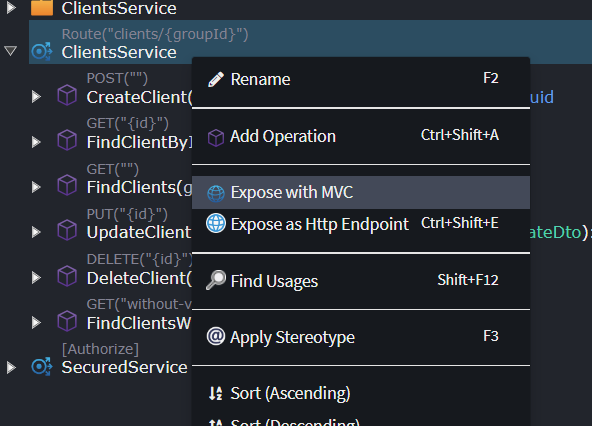 ClientsService
Route("clients/{groupId}")
ClientsService
POST("")
CreateClient(
uid
GET("{id}")
FindClientByI
GET("")
FindClients(g
PUT("{id}")
UpdateClient
ateDto):
DELETE("{id}")
DeleteClient(
GET("without-v
FindClientsW
[Authorize]
SecuredService
Rename F2
Add Operation Ctrl+Shift+A
Expose with MVC
Expose as Http Endpoint Ctrl+Shift+E
Find Usages Shift+F12
Apply Stereotype F3
Sort (Ascending)
Sort (Descending)